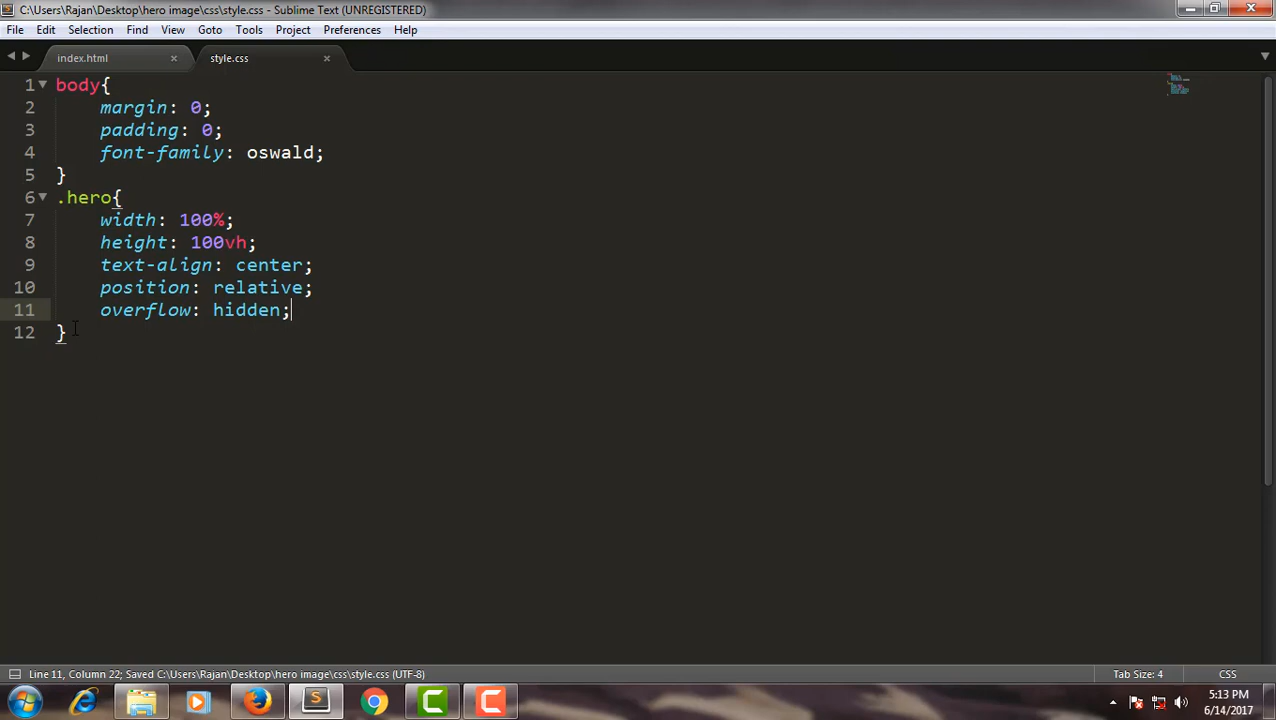 C:\Users\Rajan\Desktop\hero image\css\style.css - Sublime Text (UNREGISTERED)
File Edit Selection Find View Goto Tools Project Preferences Help
index.html × style.css ×
1 body{
2 margin: 0;
3 padding: 0;
4 font-family: oswald;
5 }
6 .hero{
7 width: 100%;
8 height: 100vh;
9 text-align: center;
10 position: relative;
11 overflow: hidden;
12 }
Line 11, Column 22; Saved C:\Users\Rajan\Desktop\hero image\css\style.css (UTF-8) Tab Size: 4 CSS
5:13 PM
6/14/2017